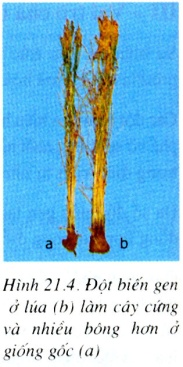 a b
Hình 21.4. Đột biến gen
ở lúa (b) làm cây cứng
và nhiều bông hơn ở
giống gốc (a)